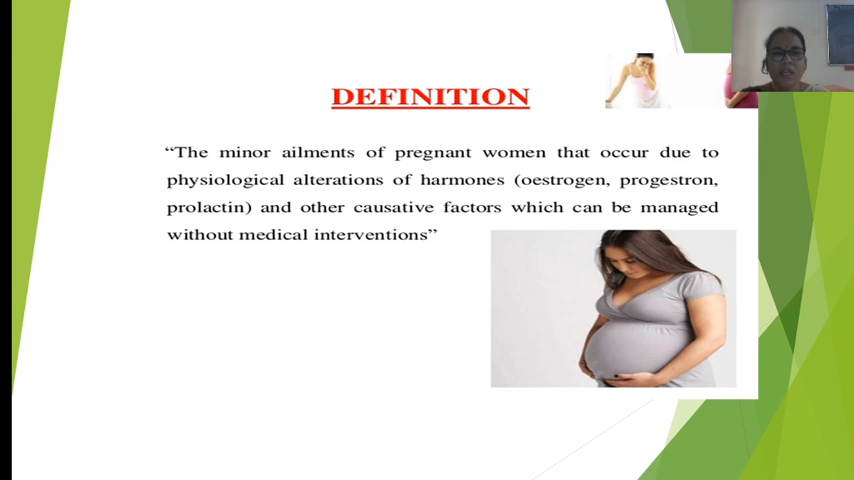 DEFINITION
“The minor ailments of pregnant women that occur due to
physiological alterations of harmones (oestrogen, progestron,
prolactin) and other causative factors which can be managed
without medical interventions”